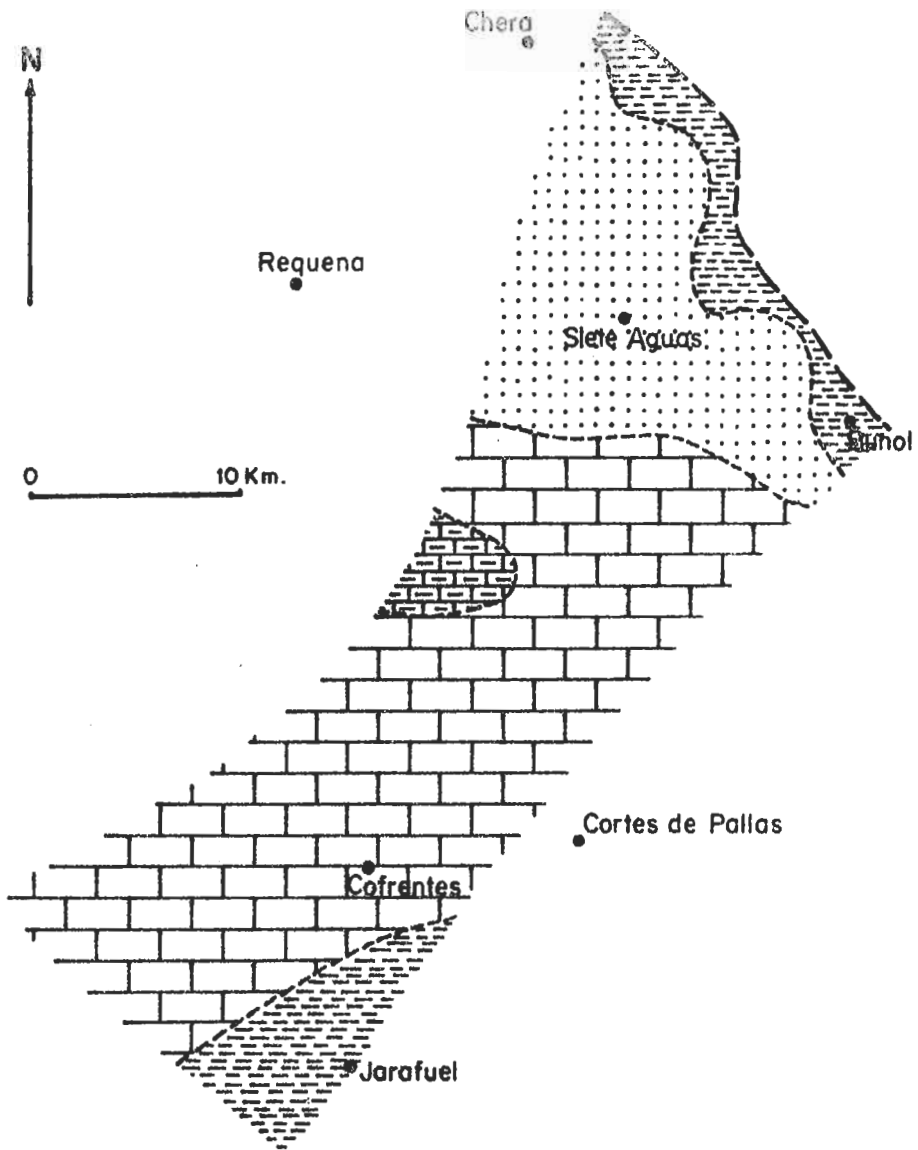 Chera
N
Requena
Siete Aguas
0 10 Km.
Cortes de Pallas
Cofrentes
Jarafuel